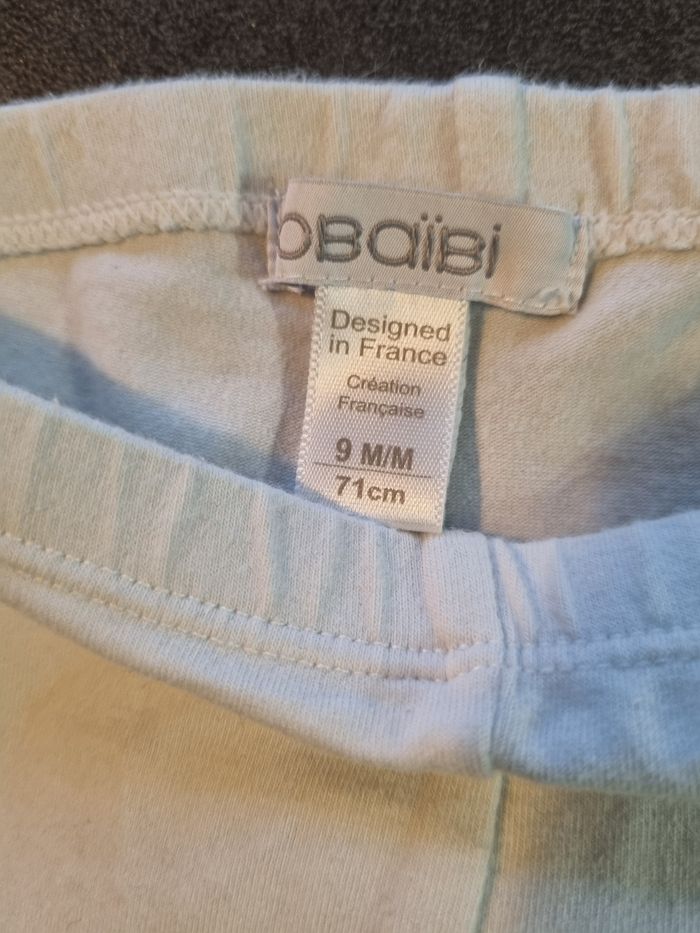 OBaïBi
Designed
in France
Création
Française
9 M/M
71cm